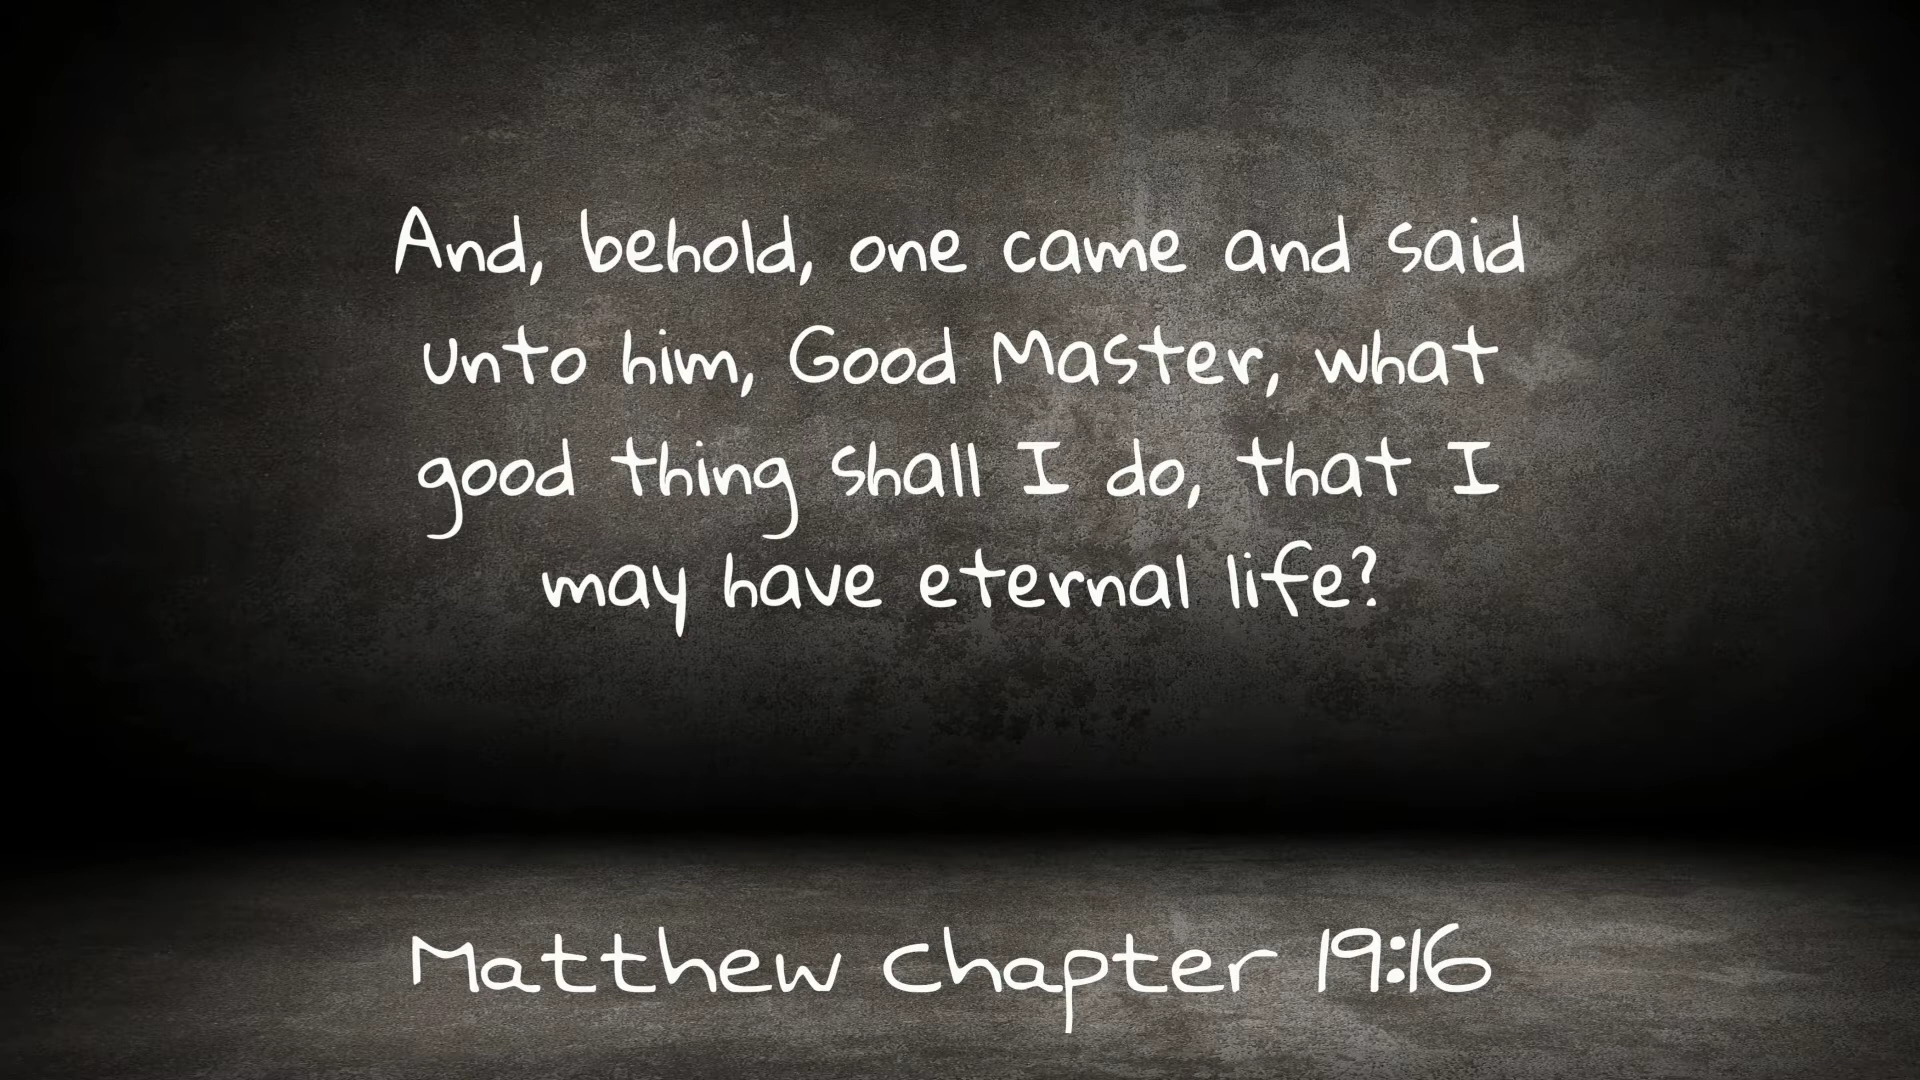 And, behold, one came and said
unto him, Good Master, what
good thing shall I do, that I
may have eternal life?
Matthew Chapter 19:16